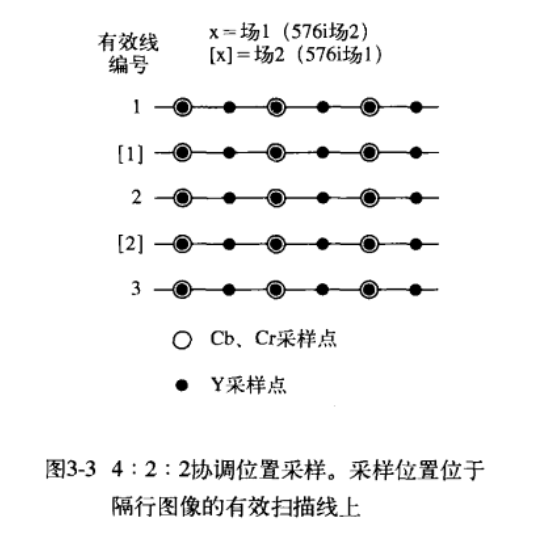 有效线
编号
x=场1（576i场2）
[x]=场2（576i场1）
1
[1]
2
[2]
3
Cb、Cr采样点
Y采样点
图3-3 4：2：2协调位置采样。采样位置位于
隔行图像的有效扫描线上